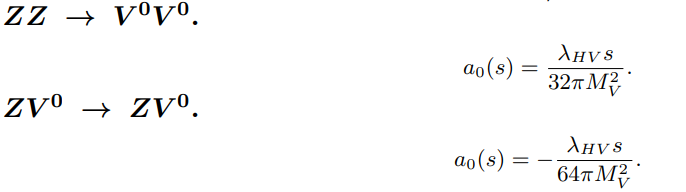 ZZ → V⁰V⁰.
a₀(s) = λ_{HV} s / 32πM_V².
ZV⁰ → ZV⁰.
a₀(s) = − λ_{HV} s / 64πM_V².